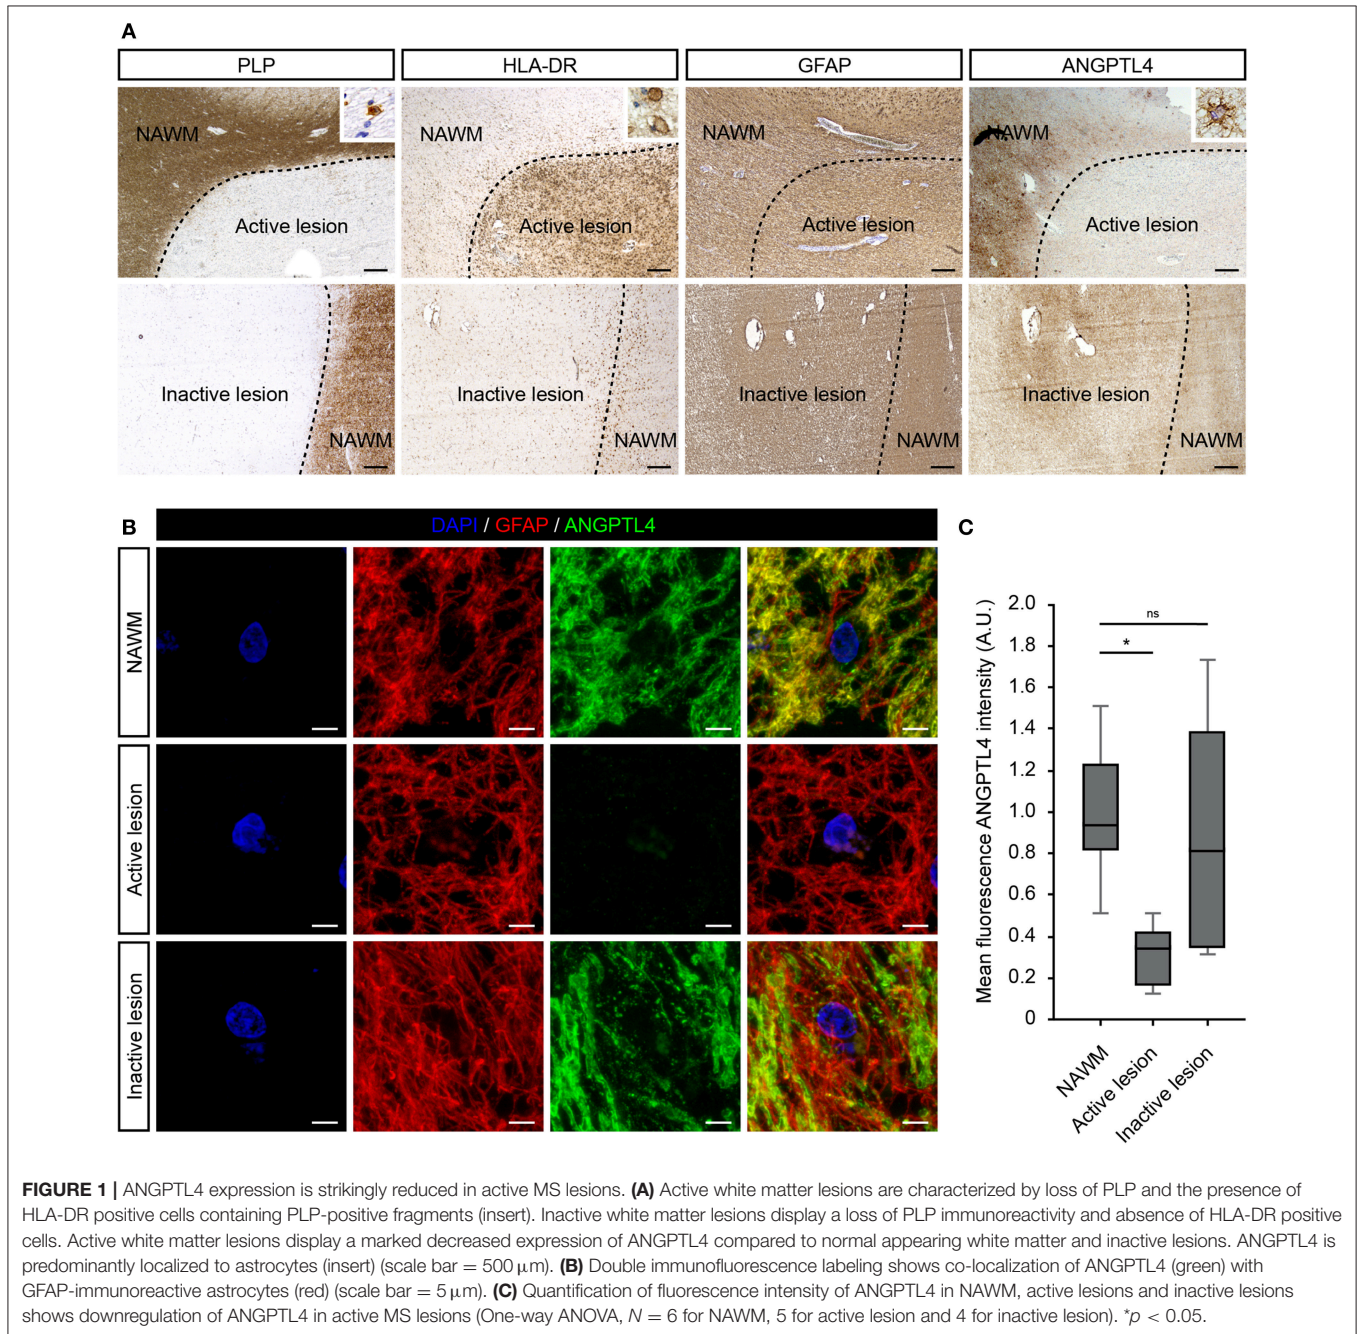 A
PLP
HLA-DR
GFAP
ANGPTL4
NAWM
NAWM
NAWM
NAWM
Active lesion
Active lesion
Active lesion
Active lesion
Inactive lesion
Inactive lesion
Inactive lesion
Inactive lesion
NAWM
NAWM
NAWM
NAWM
B
DAPI / GFAP / ANGPTL4
NAWM
Active lesion
Inactive lesion
C
Mean fluorescence ANGPTL4 intensity (A.U.)
2.0
1.8
1.6
1.4
1.2
1.0
0.8
0.6
0.4
0.2
0
ns
*
NAWM
Active lesion
Inactive lesion
FIGURE 1 | ANGPTL4 expression is strikingly reduced in active MS lesions. (A) Active white matter lesions are characterized by loss of PLP and the presence of
HLA-DR positive cells containing PLP-positive fragments (insert). Inactive white matter lesions display a loss of PLP immunoreactivity and absence of HLA-DR positive
cells. Active white matter lesions display a marked decreased expression of ANGPTL4 compared to normal appearing white matter and inactive lesions. ANGPTL4 is
predominantly localized to astrocytes (insert) (scale bar = 500 μm). (B) Double immunofluorescence labeling shows co-localization of ANGPTL4 (green) with
GFAP-immunoreactive astrocytes (red) (scale bar = 5 μm). (C) Quantification of fluorescence intensity of ANGPTL4 in NAWM, active lesions and inactive lesions
shows downregulation of ANGPTL4 in active MS lesions (One-way ANOVA, N = 6 for NAWM, 5 for active lesion and 4 for inactive lesion). *p < 0.05.